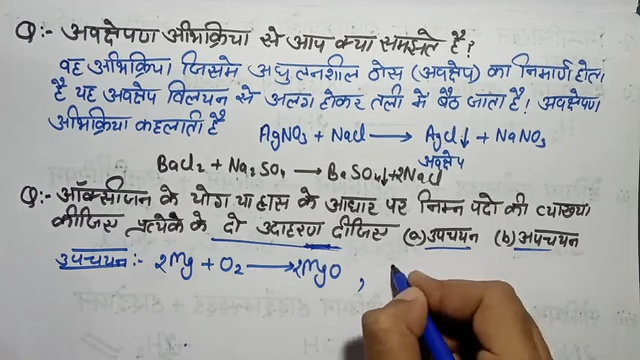 Q:- अवक्षेपण अभिक्रिया से आप क्या समझते है?
वह अभिक्रिया जिसमे अघुलनशील ठोस (अवक्षेप) का निमार्ण होता
है यह अवक्षेप विलयन से अलग होकर तली में बैठ जाता है। अवक्षेपण
अभिक्रिया कहलाती है
AgNO₃ + NaCl → AgCl↓ + NaNO₃
अवक्षेप
BaCl₂ + Na₂SO₄ → BaSO₄↓ + 2NaCl
Q:- ऑक्सीजन के योग या ह्रास के आधार पर निम्न पदो की व्याख्या
कीजिए प्रत्येक के दो उदाहरण दीजिए (a) उपचयन (b) अपचयन
उपचयन:- 2Mg + O₂ → 2MgO ,